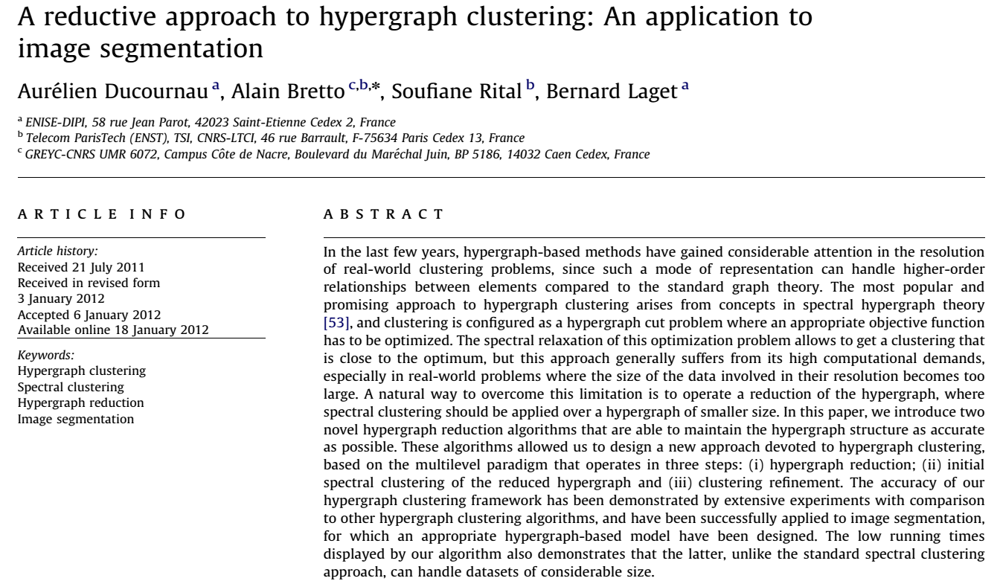 A reductive approach to hypergraph clustering: An application to
image segmentation
Aurélien Ducournau a, Alain Bretto c,b,*, Soufiane Rital b, Bernard Laget a
a ENISE-DIPI, 58 rue Jean Parot, 42023 Saint-Etienne Cedex 2, France
b Telecom ParisTech (ENST), TSI, CNRS-LTCI, 46 rue Barrault, F-75634 Paris Cedex 13, France
c GREYC-CNRS UMR 6072, Campus Côte de Nacre, Boulevard du Maréchal Juin, BP 5186, 14032 Caen Cedex, France
ARTICLE INFO
Article history:
Received 21 July 2011
Received in revised form
3 January 2012
Accepted 6 January 2012
Available online 18 January 2012
Keywords:
Hypergraph clustering
Spectral clustering
Hypergraph reduction
Image segmentation
ABSTRACT
In the last few years, hypergraph-based methods have gained considerable attention in the resolution
of real-world clustering problems, since such a mode of representation can handle higher-order
relationships between elements compared to the standard graph theory. The most popular and
promising approach to hypergraph clustering arises from concepts in spectral hypergraph theory
[53], and clustering is configured as a hypergraph cut problem where an appropriate objective function
has to be optimized. The spectral relaxation of this optimization problem allows to get a clustering that
is close to the optimum, but this approach generally suffers from its high computational demands,
especially in real-world problems where the size of the data involved in their resolution becomes too
large. A natural way to overcome this limitation is to operate a reduction of the hypergraph, where
spectral clustering should be applied over a hypergraph of smaller size. In this paper, we introduce two
novel hypergraph reduction algorithms that are able to maintain the hypergraph structure as accurate
as possible. These algorithms allowed us to design a new approach devoted to hypergraph clustering,
based on the multilevel paradigm that operates in three steps: (i) hypergraph reduction; (ii) initial
spectral clustering of the reduced hypergraph and (iii) clustering refinement. The accuracy of our
hypergraph clustering framework has been demonstrated by extensive experiments with comparison
to other hypergraph clustering algorithms, and have been successfully applied to image segmentation,
for which an appropriate hypergraph-based model have been designed. The low running times
displayed by our algorithm also demonstrates that the latter, unlike the standard spectral clustering
approach, can handle datasets of considerable size.